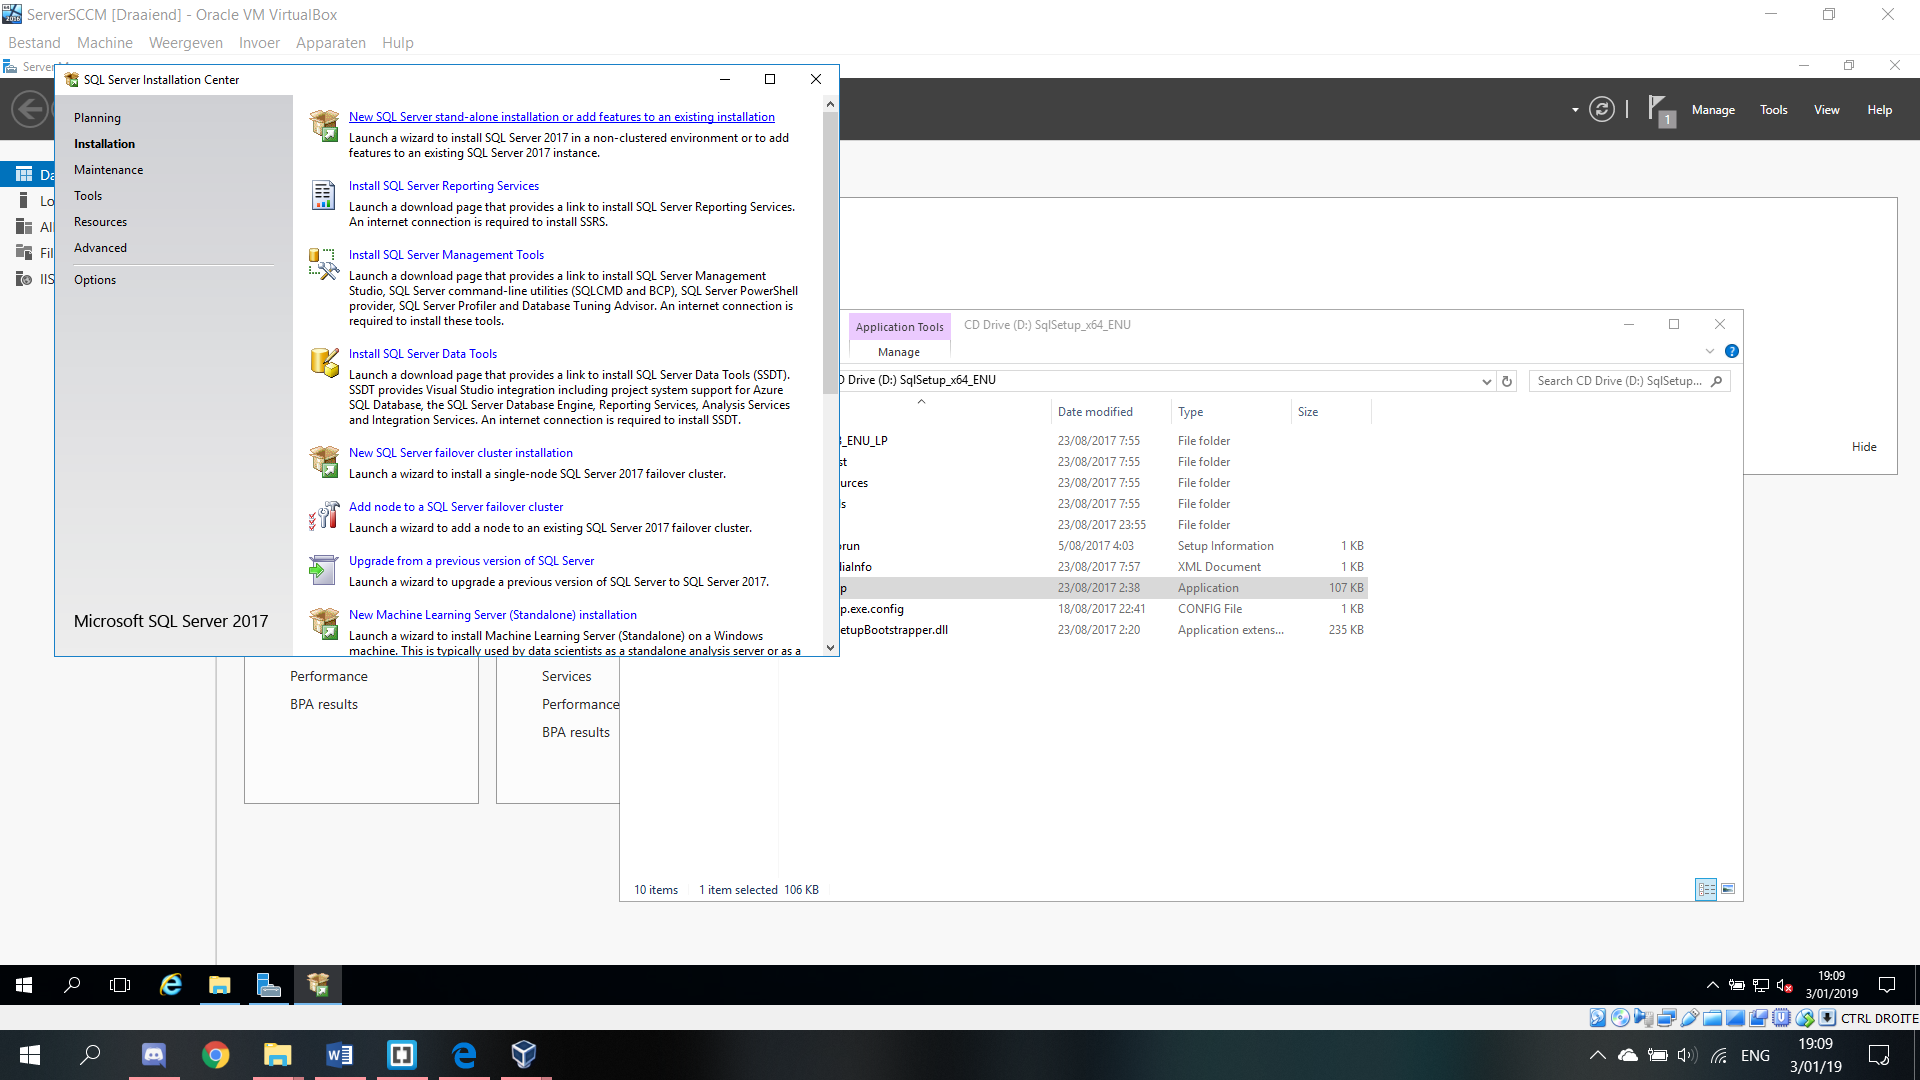 ServerSCCM [Draaiend] - Oracle VM VirtualBox
Bestand Machine Weergeven Invoer Apparaten Hulp
Server
SQL Server Installation Center
Manage Tools View Help
1
Planning
Installation
Maintenance
Tools
Resources
Advanced
Options
Microsoft SQL Server 2017
New SQL Server stand-alone installation or add features to an existing installation
Launch a wizard to install SQL Server 2017 in a non-clustered environment or to add
features to an existing SQL Server 2017 instance.
Install SQL Server Reporting Services
Launch a download page that provides a link to install SQL Server Reporting Services.
An internet connection is required to install SSRS.
Install SQL Server Management Tools
Launch a download page that provides a link to install SQL Server Management
Studio, SQL Server command-line utilities (SQLCMD and BCP), SQL Server PowerShell
provider, SQL Server Profiler and Database Tuning Advisor. An internet connection is
required to install these tools.
Install SQL Server Data Tools
Launch a download page that provides a link to install SQL Server Data Tools (SSDT).
SSDT provides Visual Studio integration including project system support for Azure
SQL Database, the SQL Server Database Engine, Reporting Services, Analysis Services
and Integration Services. An internet connection is required to install SSDT.
New SQL Server failover cluster installation
Launch a wizard to install a single-node SQL Server 2017 failover cluster.
Add node to a SQL Server failover cluster
Launch a wizard to add a node to an existing SQL Server 2017 failover cluster.
Upgrade from a previous version of SQL Server
Launch a wizard to upgrade a previous version of SQL Server to SQL Server 2017.
New Machine Learning Server (Standalone) installation
Launch a wizard to install Machine Learning Server (Standalone) on a Windows
machine. This is typically used by data scientists as a standalone analysis server or as a
Da
Lo
All
Fil
IIS
Hide
Application Tools CD Drive (D:) SqlSetup_x64_ENU
Manage
D Drive (D:) SqlSetup_x64_ENU
Search CD Drive (D:) SqlSetup...
Date modified Type Size
_ENU_LP 23/08/2017 7:55 File folder
st 23/08/2017 7:55 File folder
urces 23/08/2017 7:55 File folder
ls 23/08/2017 7:55 File folder
23/08/2017 23:55 File folder
orun 5/08/2017 4:03 Setup Information 1 KB
diaInfo 23/08/2017 7:57 XML Document 1 KB
p 23/08/2017 2:38 Application 107 KB
p.exe.config 18/08/2017 22:41 CONFIG File 1 KB
etupBootstrapper.dll 23/08/2017 2:20 Application extens... 235 KB
10 items 1 item selected 106 KB
Performance
BPA results
Services
Performance
BPA results
19:09
3/01/2019
CTRL DROITE
ENG
19:09
3/01/19